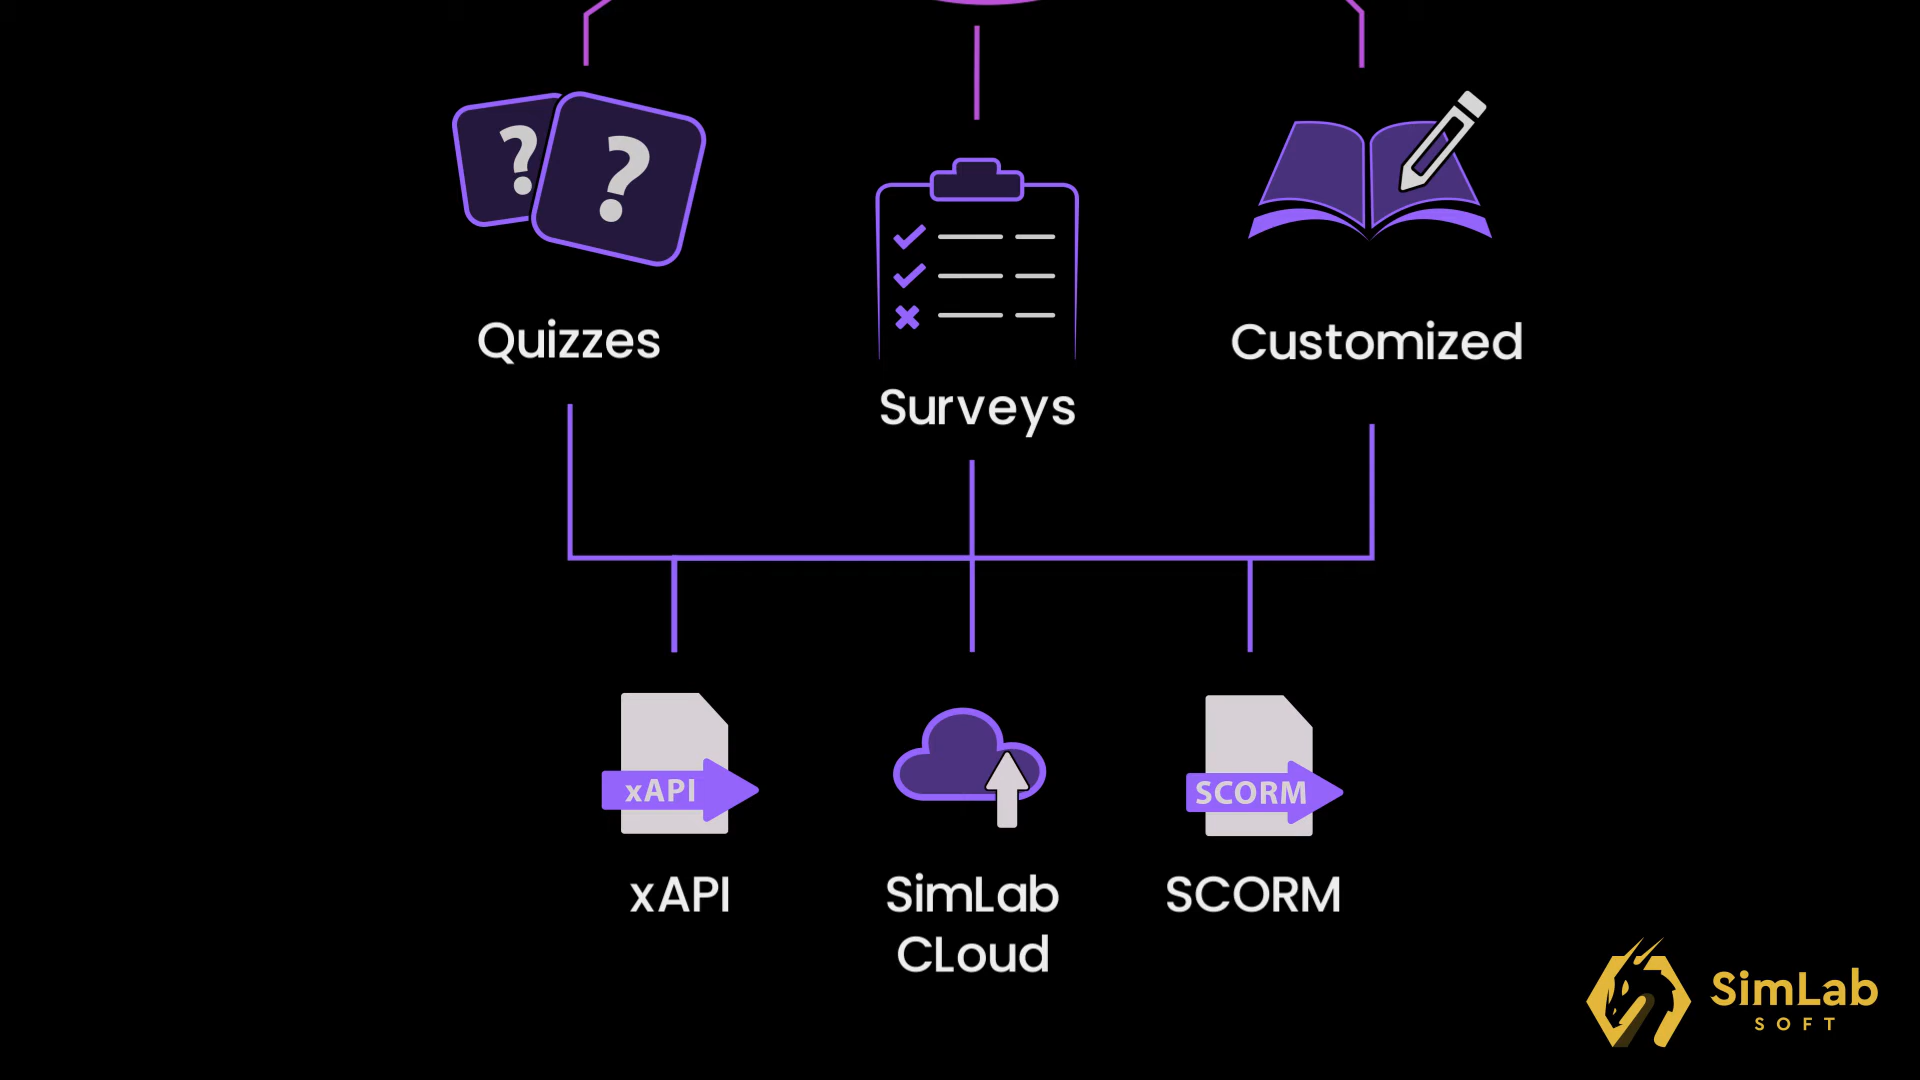 ? ?
Quizzes
Surveys
Customized
xAPI
SCORM
xAPI
SimLab
CLoud
SCORM
SimLab
SOFT